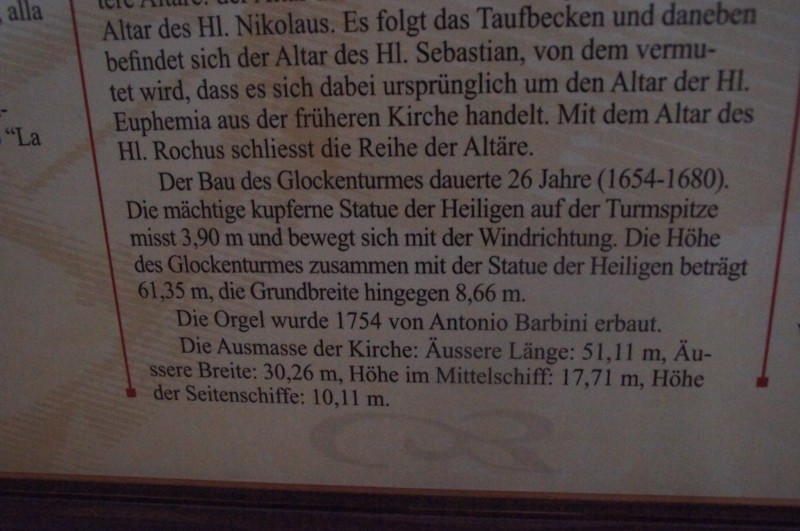 alla
“La
tere Altäre: der Altar des
Altar des Hl. Nikolaus. Es folgt das Taufbecken und daneben
befindet sich der Altar des Hl. Sebastian, von dem vermu-
tet wird, dass es sich dabei ursprünglich um den Altar der Hl.
Euphemia aus der früheren Kirche handelt. Mit dem Altar des
Hl. Rochus schliesst die Reihe der Altäre.
Der Bau des Glockenturmes dauerte 26 Jahre (1654-1680).
Die mächtige kupferne Statue der Heiligen auf der Turmspitze
misst 3,90 m und bewegt sich mit der Windrichtung. Die Höhe
des Glockenturmes zusammen mit der Statue der Heiligen beträgt
61,35 m, die Grundbreite hingegen 8,66 m.
Die Orgel wurde 1754 von Antonio Barbini erbaut.
Die Ausmasse der Kirche: Äussere Länge: 51,11 m, Äu-
ssere Breite: 30,26 m, Höhe im Mittelschiff: 17,71 m, Höhe
der Seitenschiffe: 10,11 m.